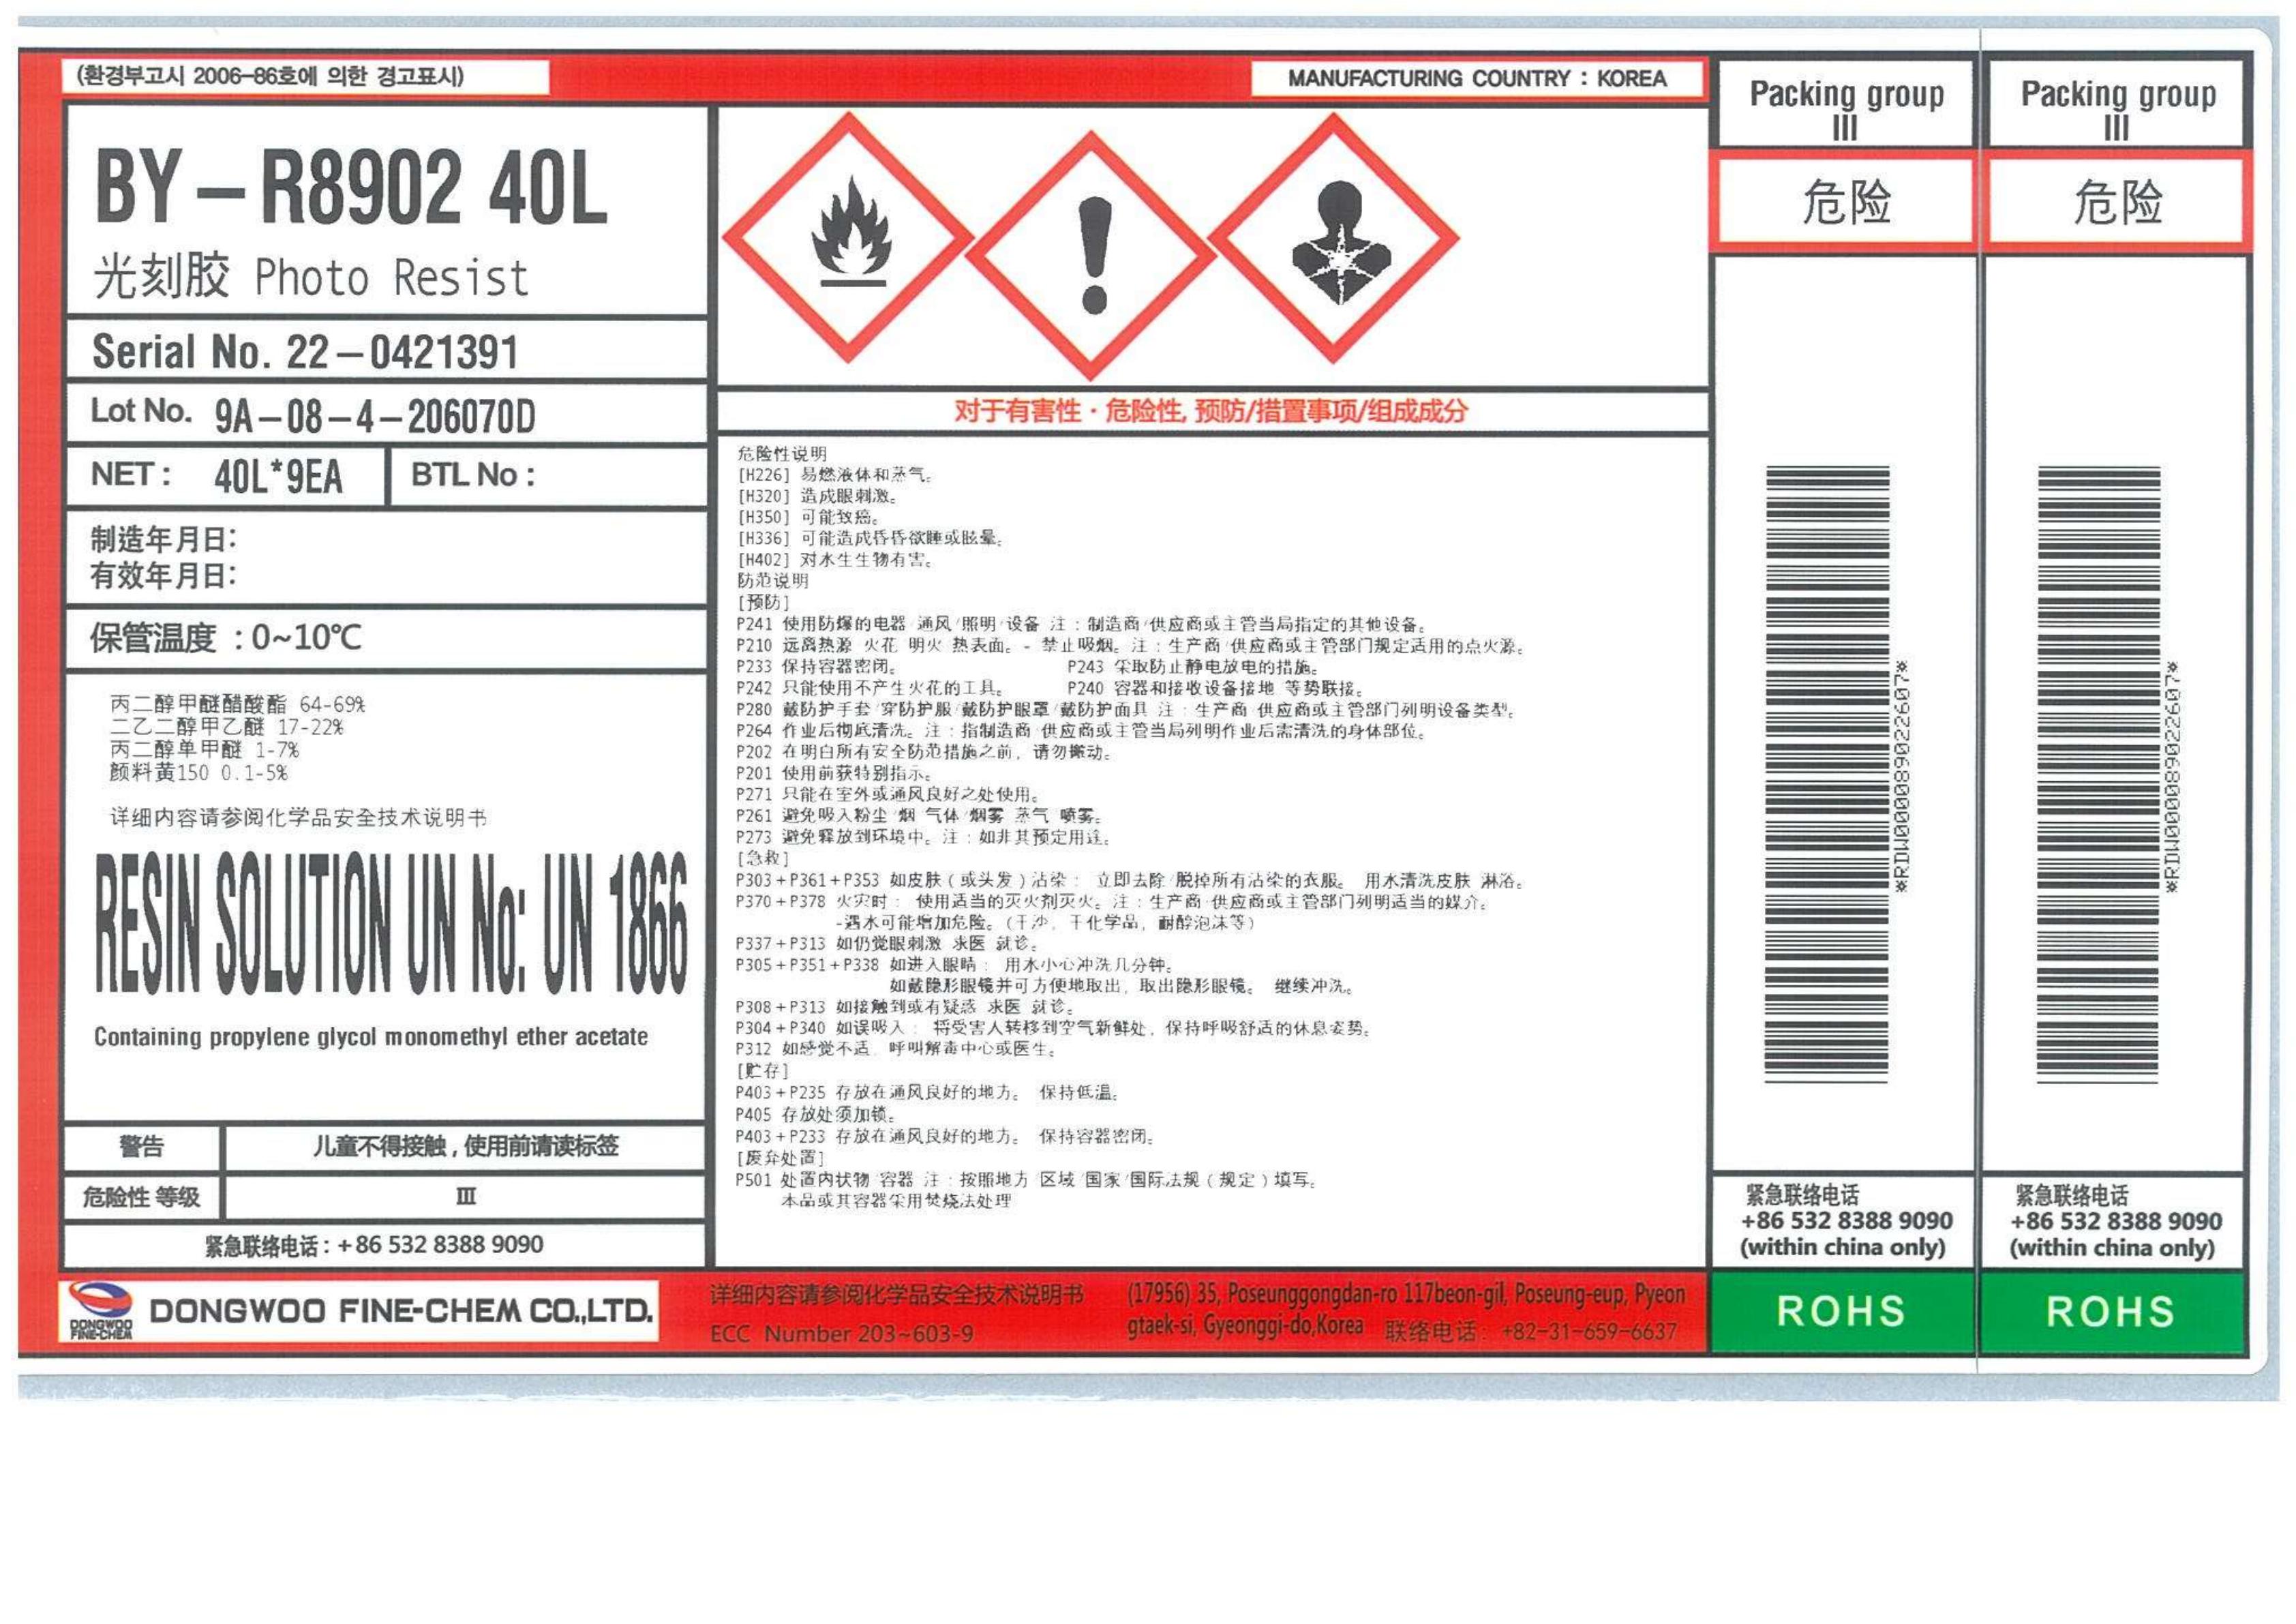 (환경부고시 2006-86호에 의한 경고표시)
MANUFACTURING COUNTRY : KOREA
BY-R8902 40L
光刻胶 Photo Resist
Serial No. 22-0421391
Lot No. 9A-08-4-206070D
NET: 40L*9EA
BTL No :
制造年月日:
有效年月日:
保管温度 : 0~10℃
丙二醇甲醚醋酸酯 64-69%
二乙二醇甲乙醚 17-22%
丙二醇单甲醚 1-7%
颜料黄150 0.1-5%
详细内容请参阅化学品安全技术说明书
RESIN SOLUTION UN No: UN 1866
Containing propylene glycol monomethyl ether acetate
警告 儿童不得接触,使用前请读标签
危险性 等级 III
紧急联络电话: +86 532 8388 9090
对于有害性·危险性, 预防/措置事项/组成成分
危险性说明
[H226] 易燃液体和蒸气。
[H320] 造成眼刺激。
[H350] 可能致癌。
[H336] 可能造成昏昏欲睡或眩晕。
[H402] 对水生生物有害。
防范说明
[预防]
P241 使用防爆的电器 通风/照明/设备 注：制造商/供应商或主管当局指定的其他设备。
P210 远离热源 火花 明火 热表面。- 禁止吸烟。注：生产商/供应商或主管部门规定适用的点火源。
P233 保持容器密闭。 P243 采取防止静电放电的措施。
P242 只能使用不产生火花的工具。 P240 容器和接收设备接地 等势联接。
P280 戴防护手套/穿防护服/戴防护眼罩/戴防护面具 注：生产商 供应商或主管部门列明设备类型。
P264 作业后彻底清洗。注：指制造商 供应商或主管当局列明作业后需清洗的身体部位。
P202 在明白所有安全防范措施之前，请勿搬动。
P201 使用前获特别指示。
P271 只能在室外或通风良好之处使用。
P261 避免吸入粉尘/烟 气体/烟雾 蒸气 喷雾。
P273 避免释放到环境中。注：如非其预定用途。
[急救]
P303+P361+P353 如皮肤(或头发)沾染： 立即去除/脱掉所有沾染的衣服。 用水清洗皮肤 淋浴。
P370+P378 火灾时： 使用适当的灭火剂灭火。注：生产商 供应商或主管部门列明适当的媒介。
-遇水可能增加危险。(干沙，干化学品，耐醇泡沫等)
P337+P313 如仍觉眼刺激 求医 就诊。
P305+P351+P338 如进入眼睛： 用水小心冲洗几分钟。
如戴隐形眼镜并可方便地取出，取出隐形眼镜。 继续冲洗。
P308+P313 如接触到或有疑惑 求医 就诊。
P304+P340 如误吸入： 将受害人转移到空气新鲜处，保持呼吸舒适的休息姿势。
P312 如感觉不适 呼叫解毒中心或医生。
[贮存]
P403+P235 存放在通风良好的地方。 保持低温。
P405 存放处须加锁。
P403+P233 存放在通风良好的地方。 保持容器密闭。
[废弃处置]
P501 处置内状物 容器 注：按照地方 区域/国家/国际法规(规定)填写。
本品或其容器采用焚烧法处理
DONGWOO FINE-CHEM
DONGWOO FINE-CHEM CO.,LTD.
详细内容请参阅化学品安全技术说明书
ECC Number 203-603-9
(17956) 35, Poseunggongdan-ro 117beon-gil, Poseung-eup, Pyeon
gtaek-si, Gyeonggi-do,Korea 联络电话: +82-31-659-6637
Packing group
III
危险
*RDW000089022607*
紧急联络电话
+86 532 8388 9090
(within china only)
ROHS
Packing group
III
危险
紧急联络电话
+86 532 8388 9090
(within china only)
ROHS